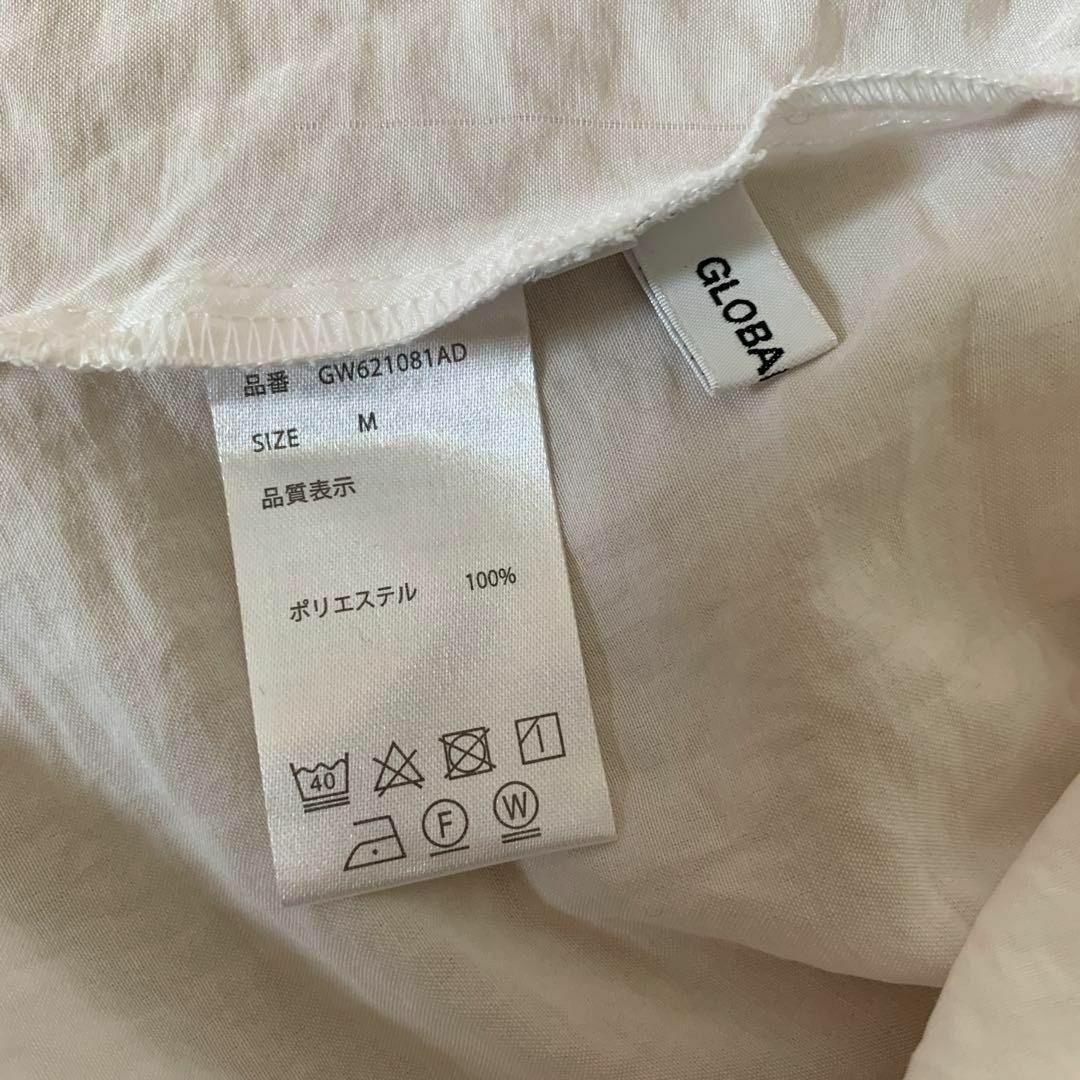 品番 GW621081AD
SIZE M
品質表示
ポリエステル 100%
40
F W
GLOBA